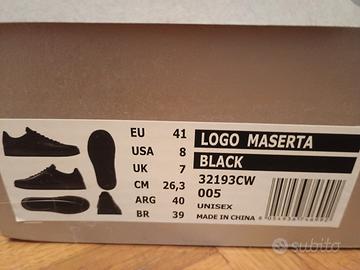 EU 41
USA 8
UK 7
CM 26,3
ARG 40
BR 39
LOGO MASERTA
BLACK
32193CW
005
UNISEX
MADE IN CHINA
subito